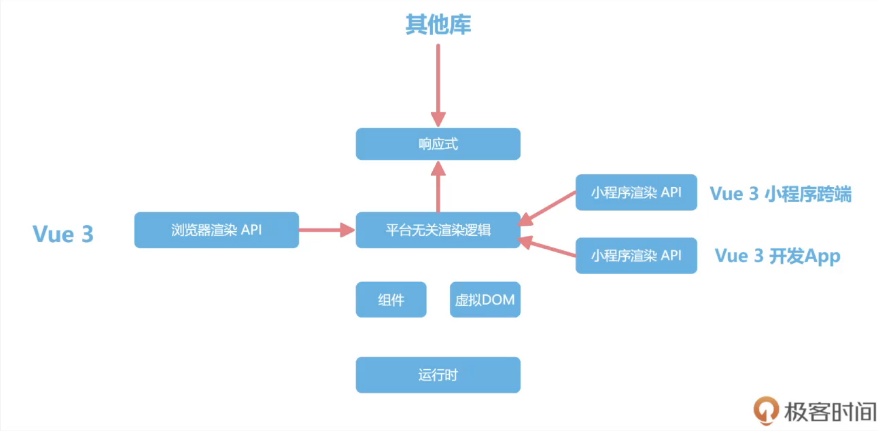 其他库
响应式
小程序渲染 API
Vue 3 小程序跨端
Vue 3
浏览器渲染 API
平台无关渲染逻辑
小程序渲染 API
Vue 3 开发App
组件
虚拟DOM
运行时
极客时间